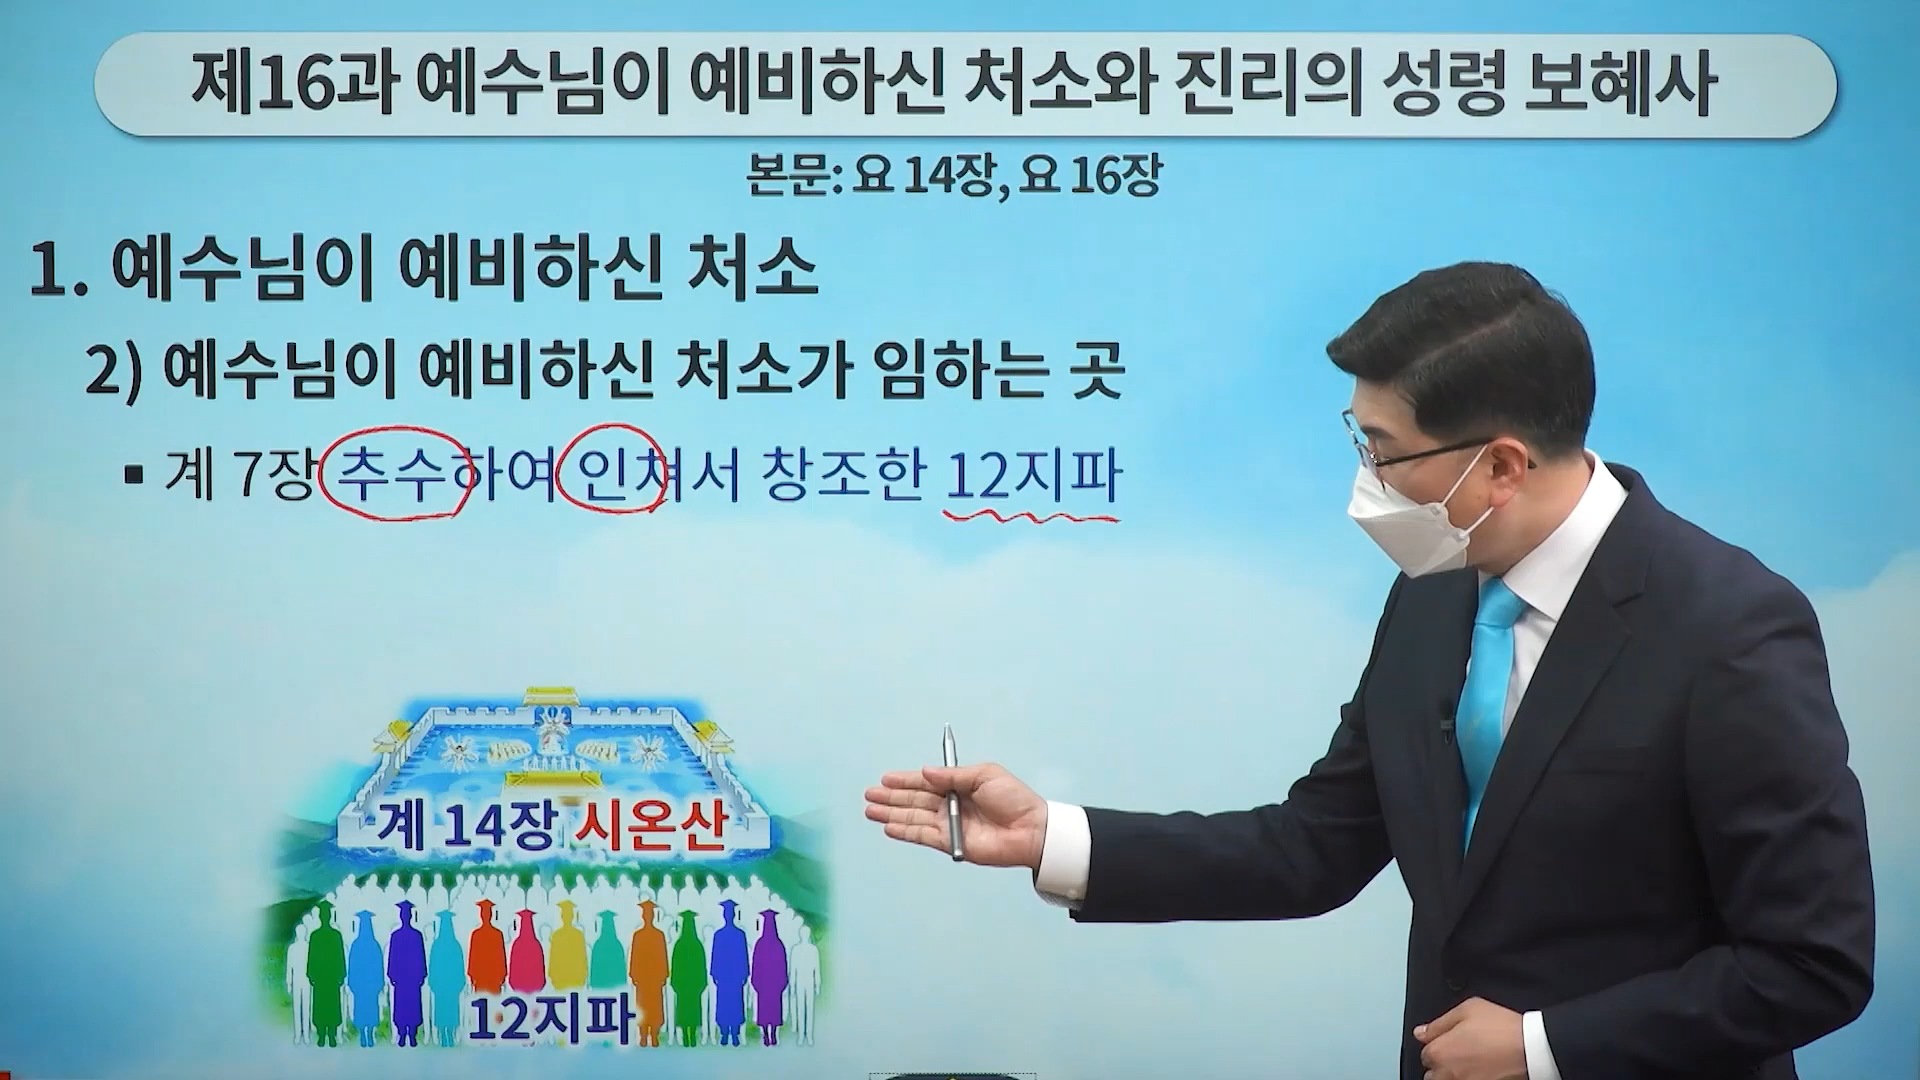 제16과 예수님이 예비하신 처소와 진리의 성령 보혜사
본문: 요 14장, 요 16장
1. 예수님이 예비하신 처소
2) 예수님이 예비하신 처소가 임하는 곳
▪ 계 7장 추수하여 인쳐서 창조한 12지파
계 14장 시온산
12지파